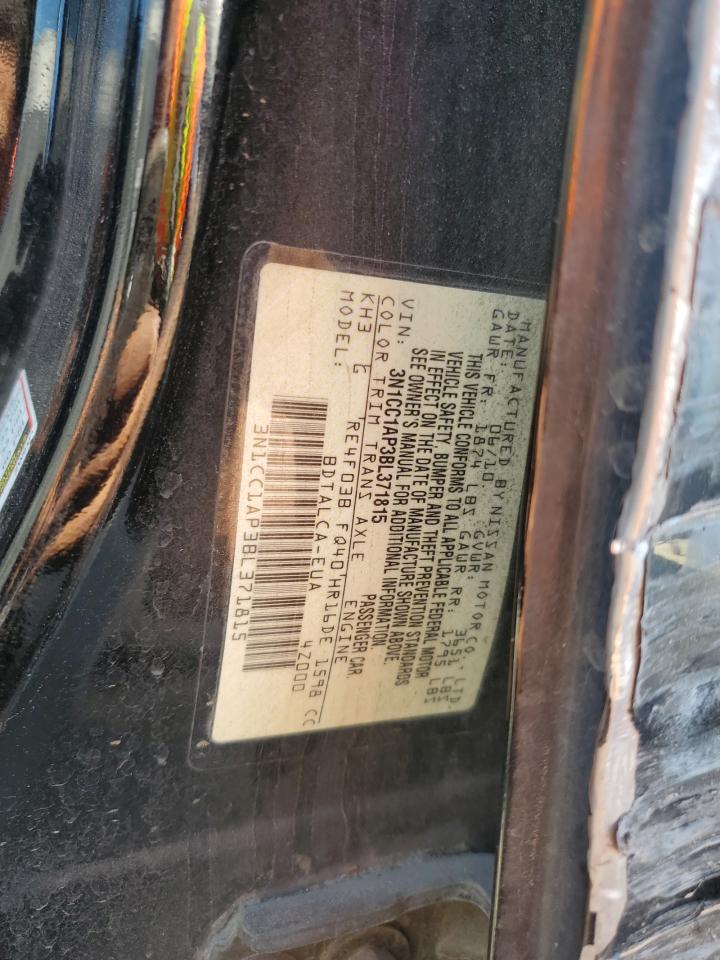 MANUFACTURED BY NISSAN MOTOR CO., LTD.
DATE: 06/10 GVWR: 3651 LBS
GAWR FR: 1874 LBS GAWR RR: 1795 LBS
THIS VEHICLE CONFORMS TO ALL APPLICABLE FEDERAL MOTOR
VEHICLE SAFETY, BUMPER AND THEFT PREVENTION STANDARDS
IN EFFECT ON THE DATE OF MANUFACTURE SHOWN ABOVE.
SEE OWNER'S MANUAL FOR ADDITIONAL INFORMATION.
VIN: 3N1CC1AP3BL371815 PASSENGER CAR
COLOR TRIM TRANS AXLE ENGINE
KH3 G RE4F03B FQ40 HR16DE 1598 CC
MODEL: BDTALCA-EUA 4Z000
3N1CC1AP3BL371815